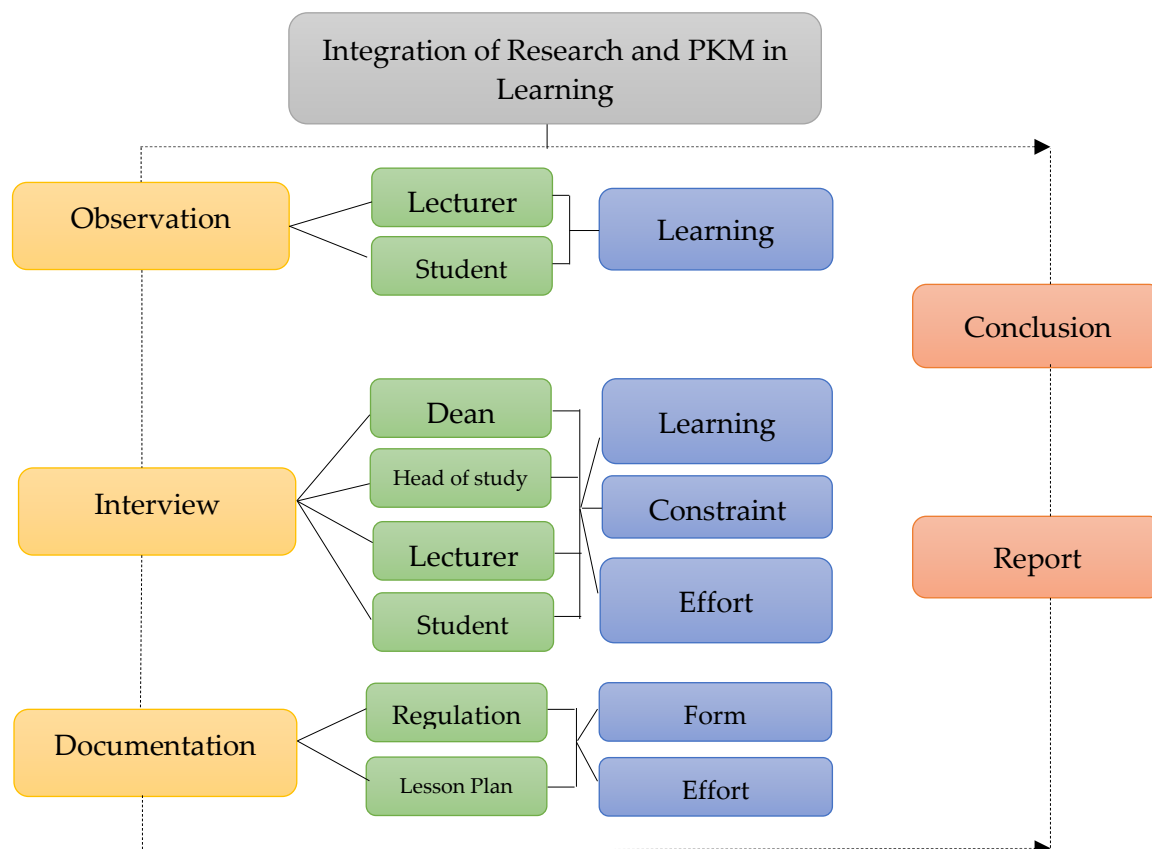 Integration of Research and PKM in
Learning
Observation
Lecturer
Student
Learning
Conclusion
Interview
Dean
Head of study
Lecturer
Student
Learning
Constraint
Effort
Report
Documentation
Regulation
Lesson Plan
Form
Effort